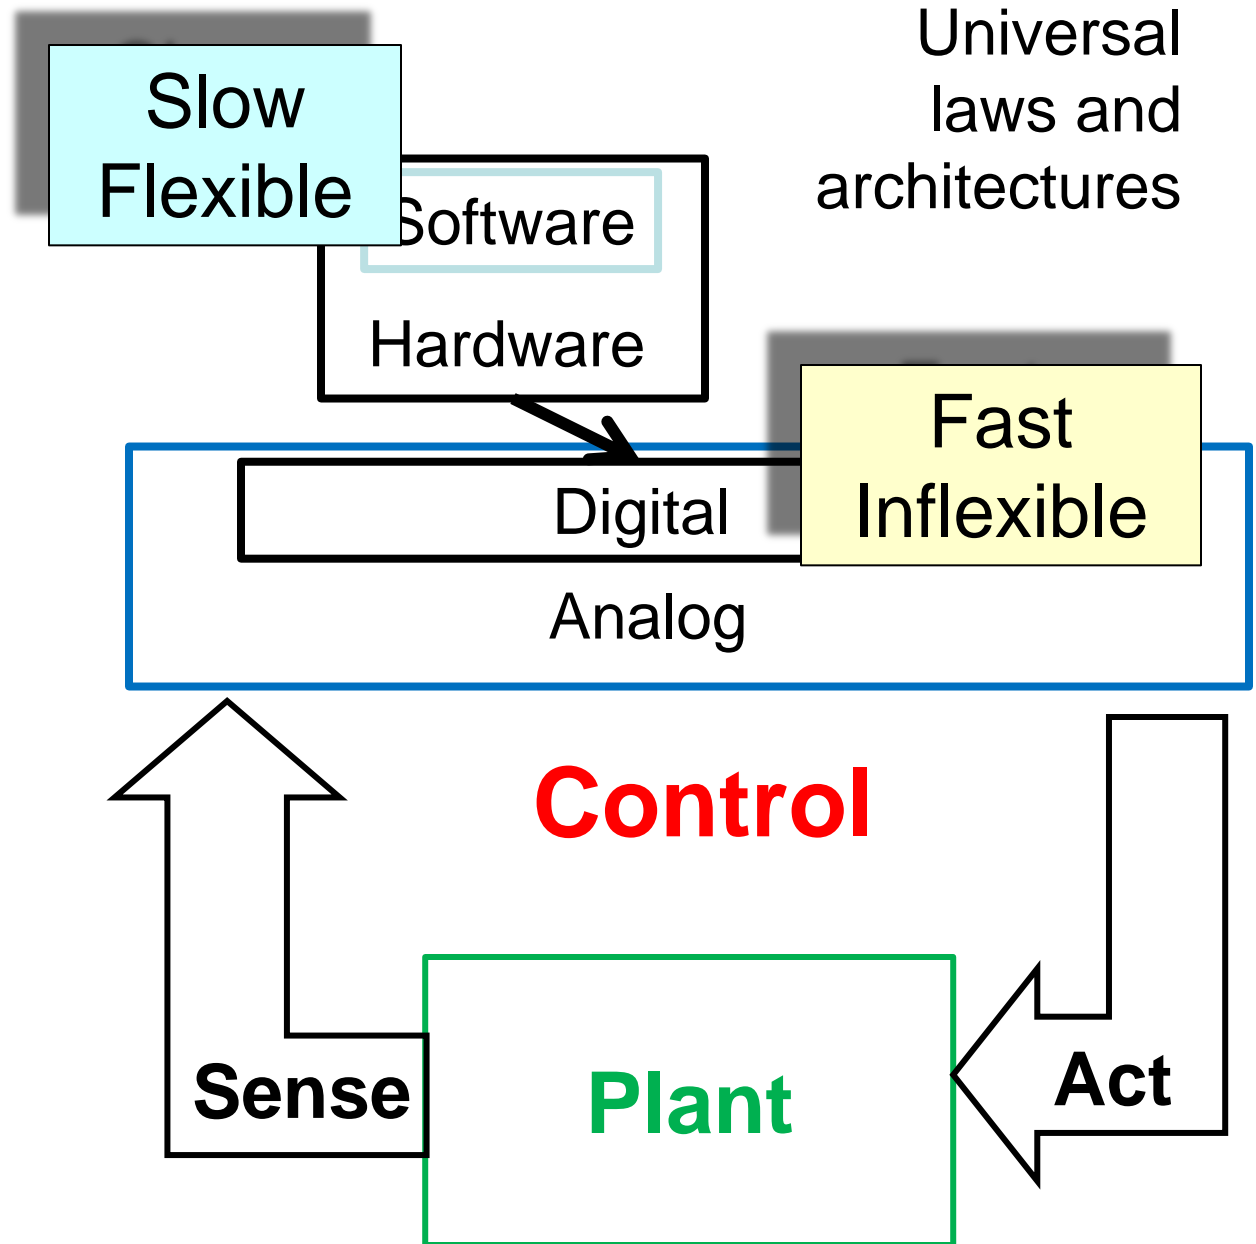 Universal
laws and
architectures
Slow
Flexible
Software
Hardware
Fast
Inflexible
Digital
Analog
Control
Sense
Plant
Act